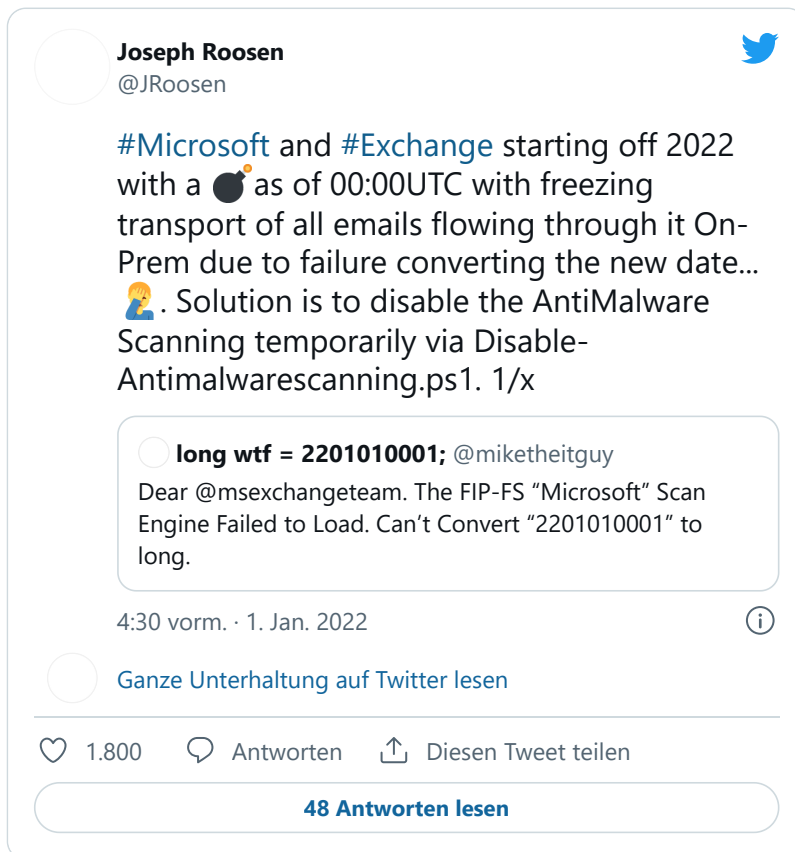 Joseph Roosen
@JRoosen
#Microsoft and #Exchange starting off 2022
with a 💣 as of 00:00UTC with freezing
transport of all emails flowing through it On-
Prem due to failure converting the new date...
🤦‍♂️. Solution is to disable the AntiMalware
Scanning temporarily via Disable-
Antimalwarescanning.ps1. 1/x
long wtf = 2201010001; @miketheitguy
Dear @msexchangeteam. The FIP-FS “Microsoft” Scan
Engine Failed to Load. Can’t Convert “2201010001” to
long.
4:30 vorm. · 1. Jan. 2022
Ganze Unterhaltung auf Twitter lesen
1.800 Antworten Diesen Tweet teilen
48 Antworten lesen